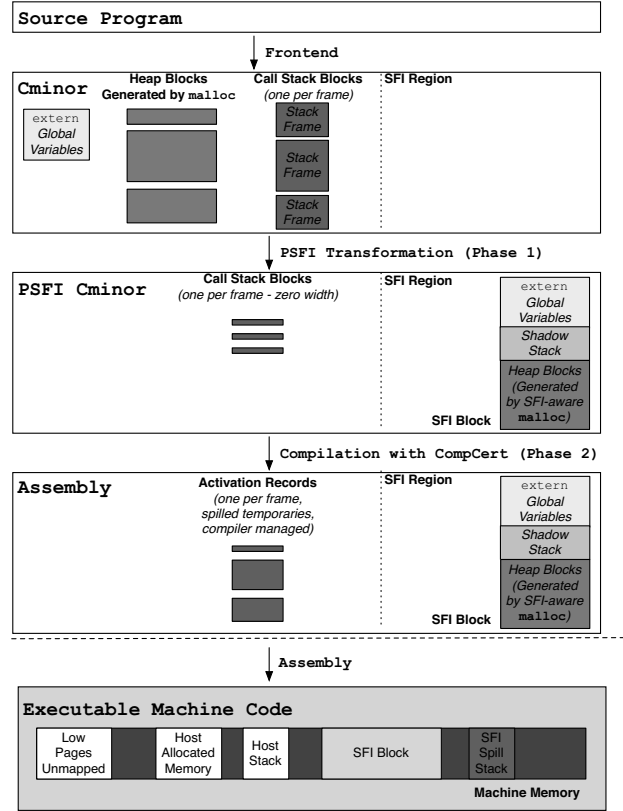 Source Program
Frontend
Cminor
extern
Global
Variables
Heap Blocks
Generated by malloc
Call Stack Blocks
(one per frame)
Stack
Frame
Stack
Frame
Stack
Frame
SFI Region
PSFI Transformation (Phase 1)
PSFI Cminor
Call Stack Blocks
(one per frame - zero width)
SFI Region
extern
Global
Variables
Shadow
Stack
Heap Blocks
(Generated
by SFI-aware
malloc)
SFI Block
Compilation with CompCert (Phase 2)
Assembly
Activation Records
(one per frame,
spilled temporaries,
compiler managed)
SFI Region
extern
Global
Variables
Shadow
Stack
Heap Blocks
(Generated
by SFI-aware
malloc)
SFI Block
Assembly
Executable Machine Code
Low
Pages
Unmapped
Host
Allocated
Memory
Host
Stack
SFI Block
SFI
Spill
Stack
Machine Memory